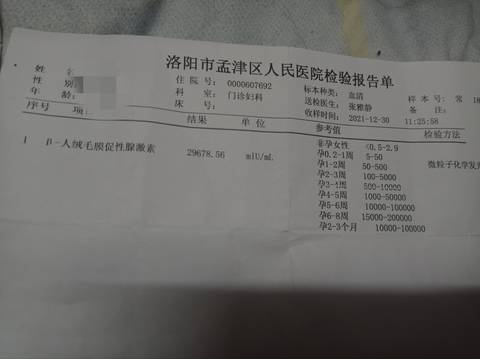 洛阳市孟津区人民医院检验报告单
姓
性别:
年龄:
住院号: 0000607692
科室: 门诊妇科
床号:
标本种类: 血清
送检医生: 张雅静
收样时间: 2021-12-30 11:25:58
样本号: 常 18
备注:
序号 项 结果 单位 参考值 检验方法
1 β-人绒毛膜促性腺激素 29678.56 mIU/mL 非孕女性 <0.5-2.9 微粒子化学发
孕0.2-1周 5-50
孕1-2周 50-500
孕2-3周 100-5000
孕3-4周 500-10000
孕4-5周 1000-50000
孕5-6周 10000-100000
孕6-8周 15000-200000
孕2-3个月 10000-100000